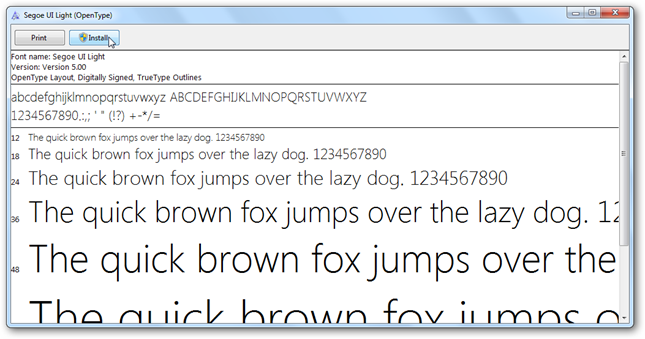 Segoe UI Light (OpenType)
Print Install
Font name: Segoe UI Light
Version: Version 5.00
OpenType Layout, Digitally Signed, TrueType Outlines
abcdefghijklmnopqrstuvwxyz ABCDEFGHIJKLMNOPQRSTUVWXYZ
1234567890.:,; ' " (!?) +-*/=
12 The quick brown fox jumps over the lazy dog. 1234567890
18 The quick brown fox jumps over the lazy dog. 1234567890
24 The quick brown fox jumps over the lazy dog. 1234567890
36 The quick brown fox jumps over the lazy dog. 12
48 The quick brown fox jumps over the
The quick brown fox jumps o